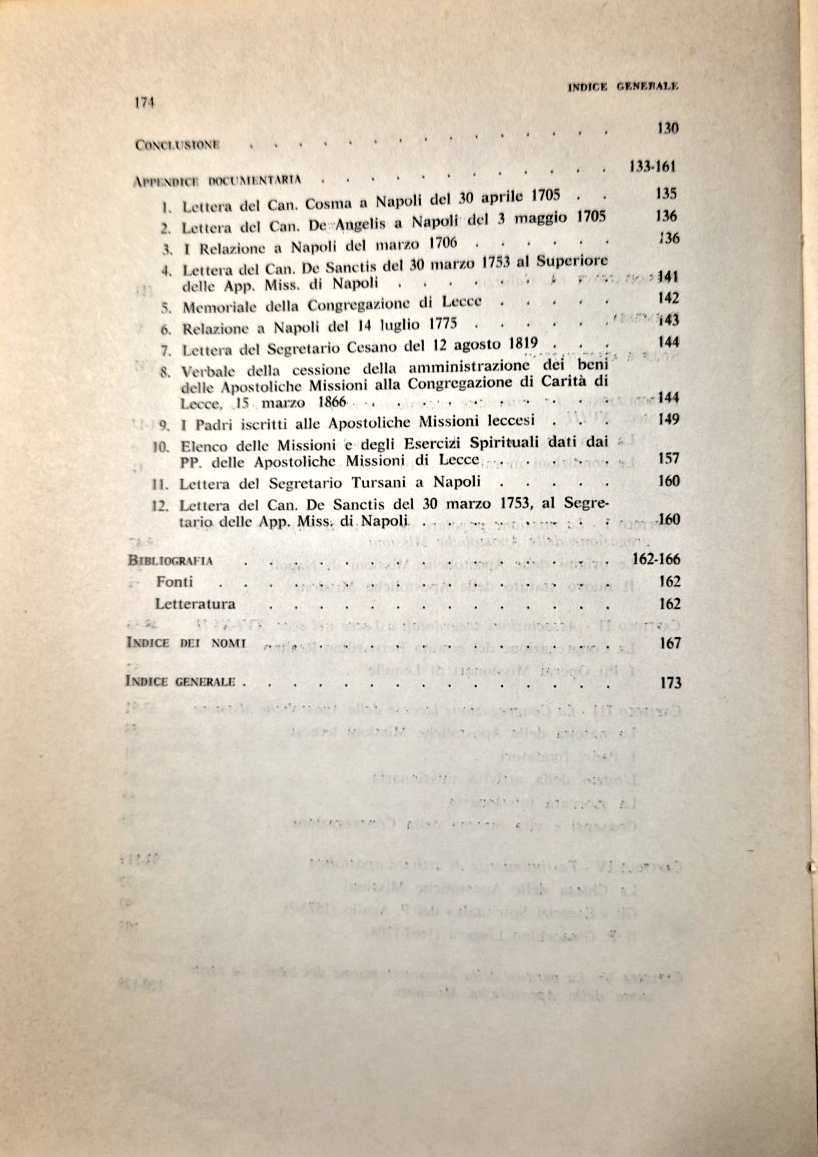 174
INDICE GENERALE
CONCLUSIONE . . . . . . . . . . . . . . 130
APPENDICE DOCUMENTARIA . . . . . . . . . . . 133-161
1. Lettera del Can. Cosma a Napoli del 30 aprile 1705 . . 135
2. Lettera del Can. De Angelis a Napoli del 3 maggio 1705 136
3. I Relazione a Napoli del marzo 1706 . . . . . . 136
4. Lettera del Can. De Sanctis del 30 marzo 1753 al Superiore
delle App. Miss. di Napoli . . . . . . . . . 141
5. Memoriale della Congregazione di Lecce . . . . . 142
6. Relazione a Napoli del 14 luglio 1775 . . . . . . 143
7. Lettera del Segretario Cesano del 12 agosto 1819 . . . 144
8. Verbale della cessione della amministrazione dei beni
delle Apostoliche Missioni alla Congregazione di Carità di
Lecce, 15 marzo 1866 . . . . . . . . . . 144
9. I Padri iscritti alle Apostoliche Missioni leccesi . . . 149
10. Elenco delle Missioni e degli Esercizi Spirituali dati dai
PP. delle Apostoliche Missioni di Lecce . . . . . 157
11. Lettera del Segretario Tursani a Napoli . . . . . 160
12. Lettera del Can. De Sanctis del 30 marzo 1753, al Segre-
tario delle App. Miss. di Napoli . . . . . . . . 160
BIBLIOGRAFIA . . . . . . . . . . . . . . . 162-166
Fonti . . . . . . . . . . . . . . . . 162
Letteratura . . . . . . . . . . . . . . 162
INDICE DEI NOMI . . . . . . . . . . . . . . 167
INDICE GENERALE . . . . . . . . . . . . . . . 173